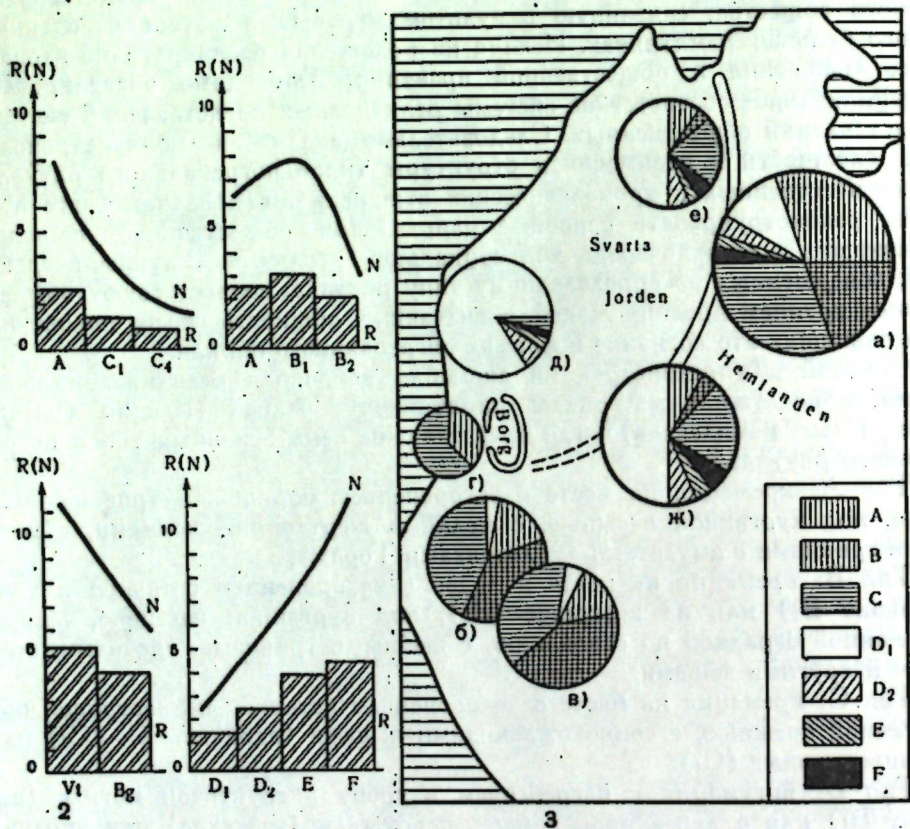 R(N)
10
5
0
A C₁ C₄
N
R
R(N)
10
5
0
A B₁ B₂
N
R
R(N)
10
5
0
Vt Bg
N
R
R(N)
10
5
0
D₁ D₂ E F
N
2
е)
Svarta
Jorden
а)
д)
Hemlanden
Borg
г)
ж)
б)
в)
A
B
C
D₁
D₂
E
F
3